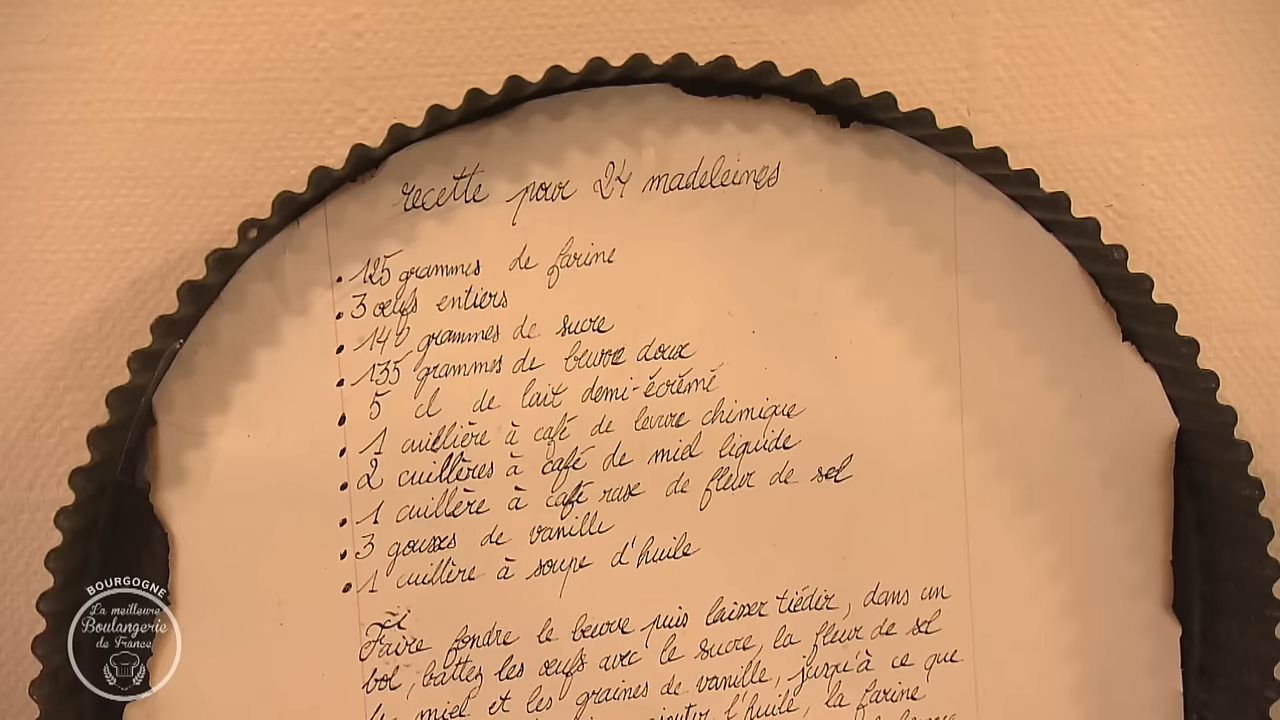 recette pour 24 madeleines
• 125 grammes de farine
• 3 œufs entiers
• 140 grammes de sucre
• 135 grammes de beurre doux
• 5 cl de lait demi-écrémé
• 1 cuillière à café de levure chimique
• 2 cuillères à café de miel liquide
• 1 cuillère à café rase de fleur de sel
• 3 gousses de vanille
• 1 cuillère à soupe d'huile
Faire fondre le beurre puis laisser tiédir, dans un
bol, battez les œufs avec le sucre, la fleur de sel
le miel et les graines de vanille, jusqu'à ce que
ajouter l'huile, la farine
BOURGOGNE
La meilleure
Boulangerie
de France